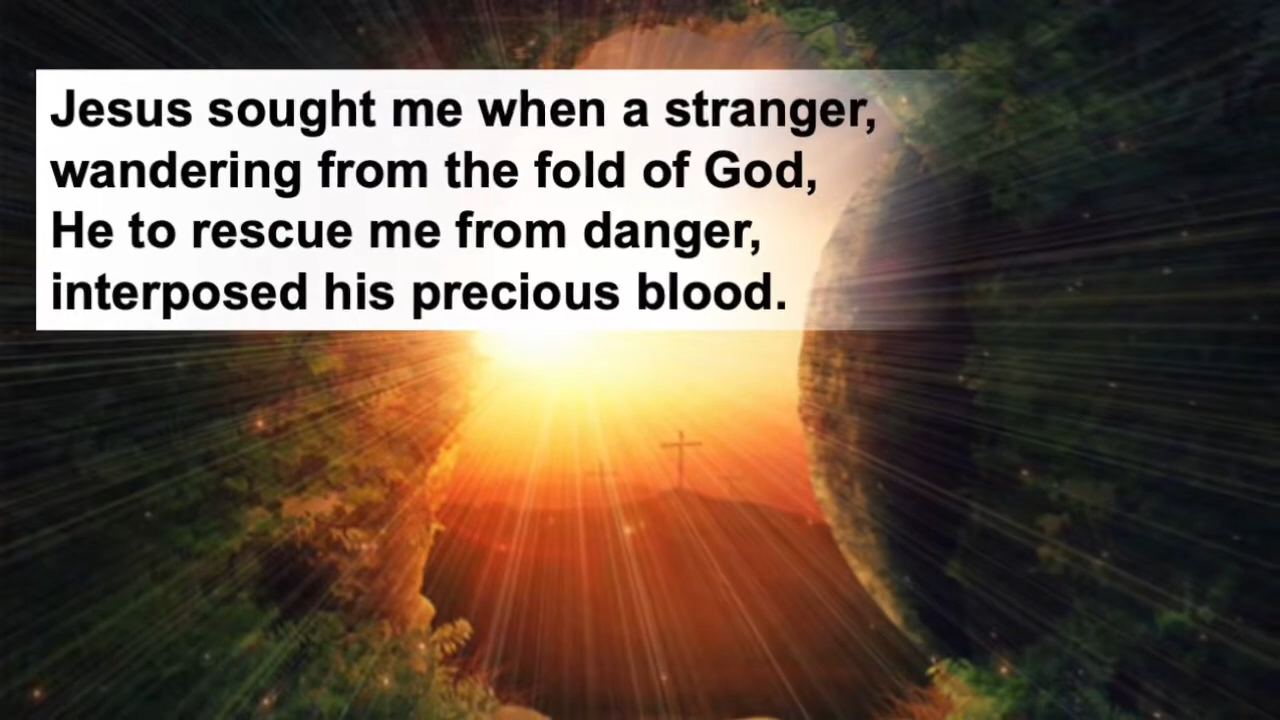 Jesus sought me when a stranger,
wandering from the fold of God,
He to rescue me from danger,
interposed his precious blood.